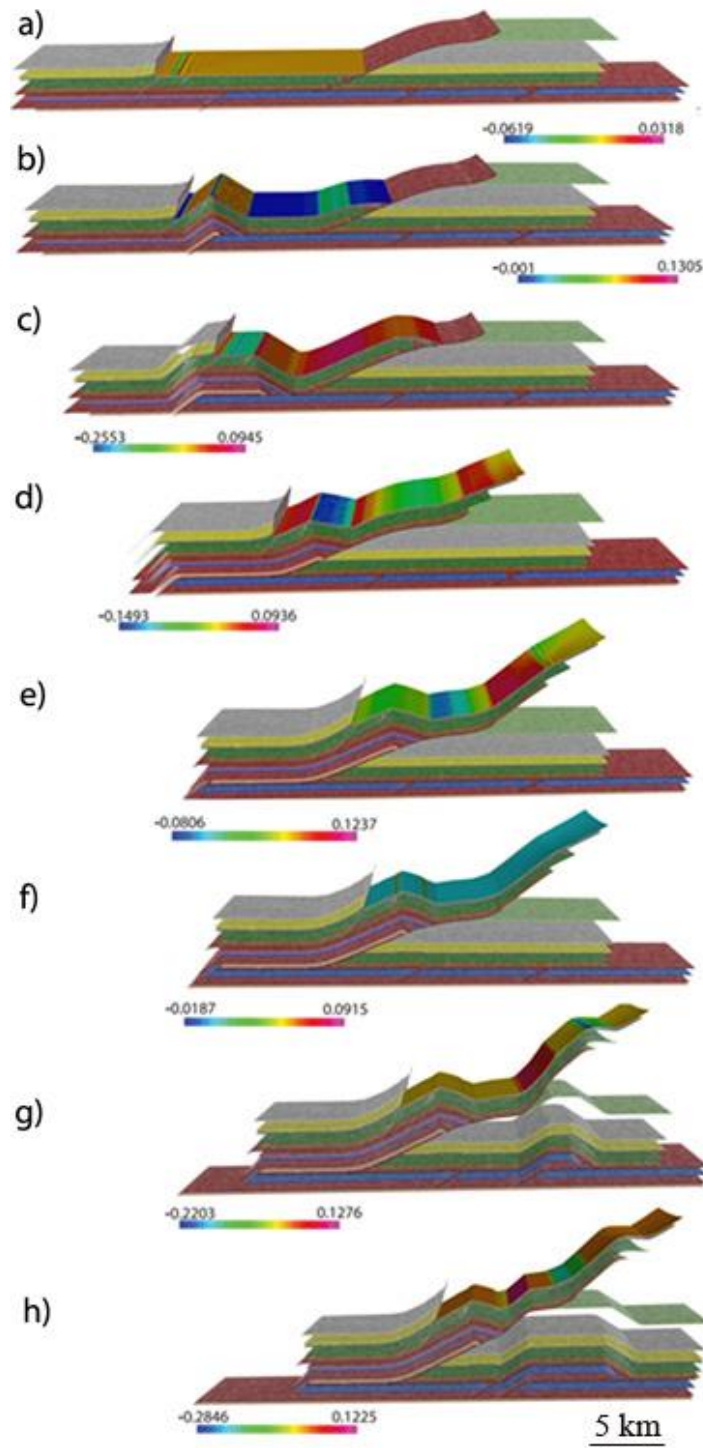 a)
-0.0619 0.0318
b)
-0.001 0.1305
c)
-0.2553 0.0945
d)
-0.1493 0.0936
e)
-0.0806 0.1237
f)
-0.0187 0.0915
g)
-0.2203 0.1276
h)
-0.2846 0.1225
5 km